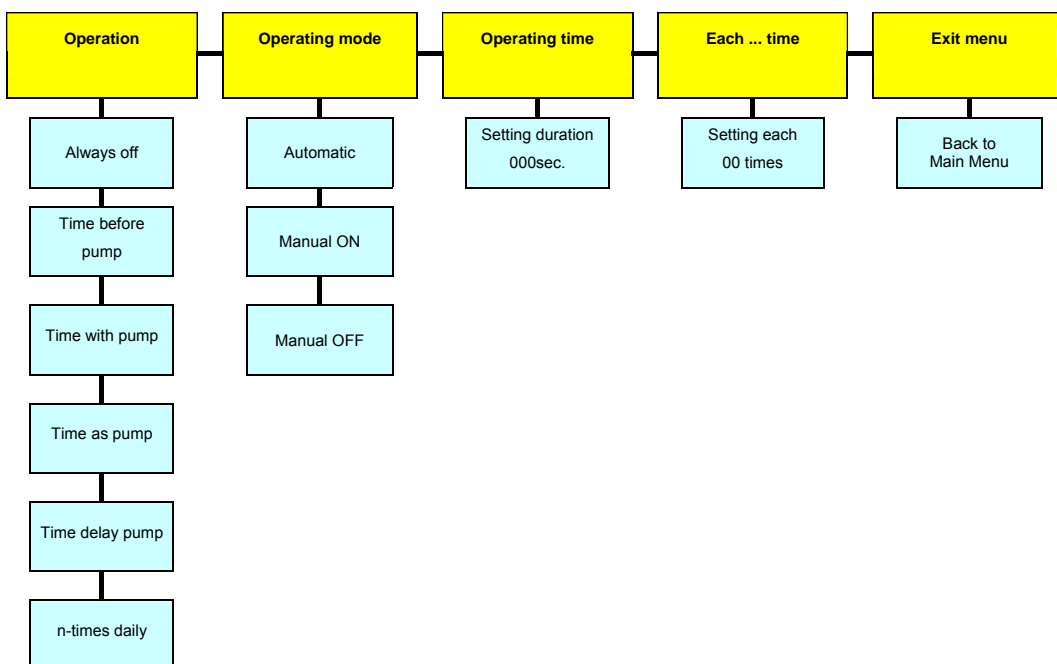 Operation
Operating mode
Operating time
Each ... time
Exit menu
Always off
Time before
pump
Time with pump
Time as pump
Time delay pump
n-times daily
Automatic
Manual ON
Manual OFF
Setting duration
000sec.
Setting each
00 times
Back to
Main Menu